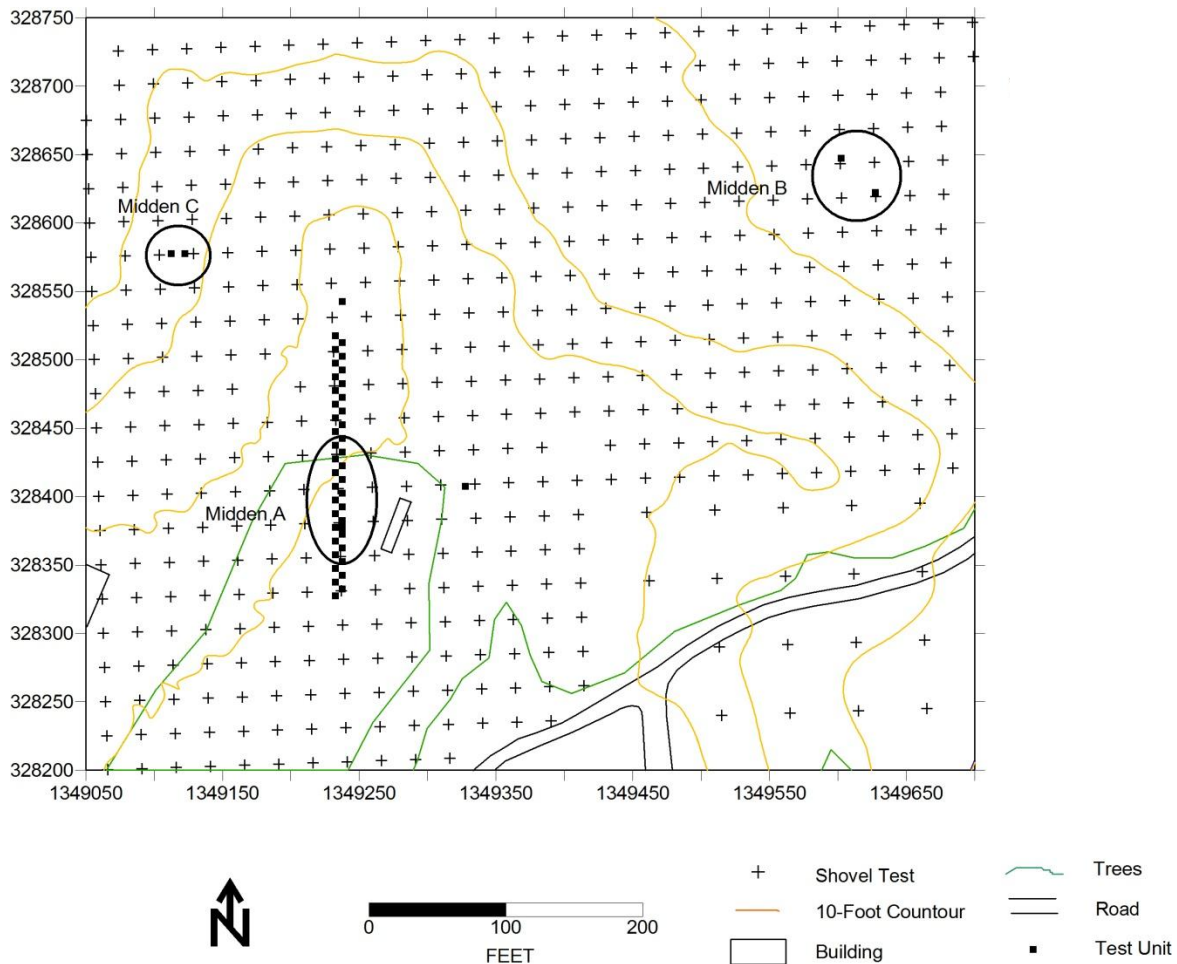 328750
328700
328650
328600
328550
328500
328450
328400
328350
328300
328250
328200
Midden B
Midden C
Midden A
1349050
1349150
1349250
1349350
1349450
1349550
1349650
N
0
100
200
FEET
Shovel Test
10-Foot Countour
Building
Trees
Road
Test Unit